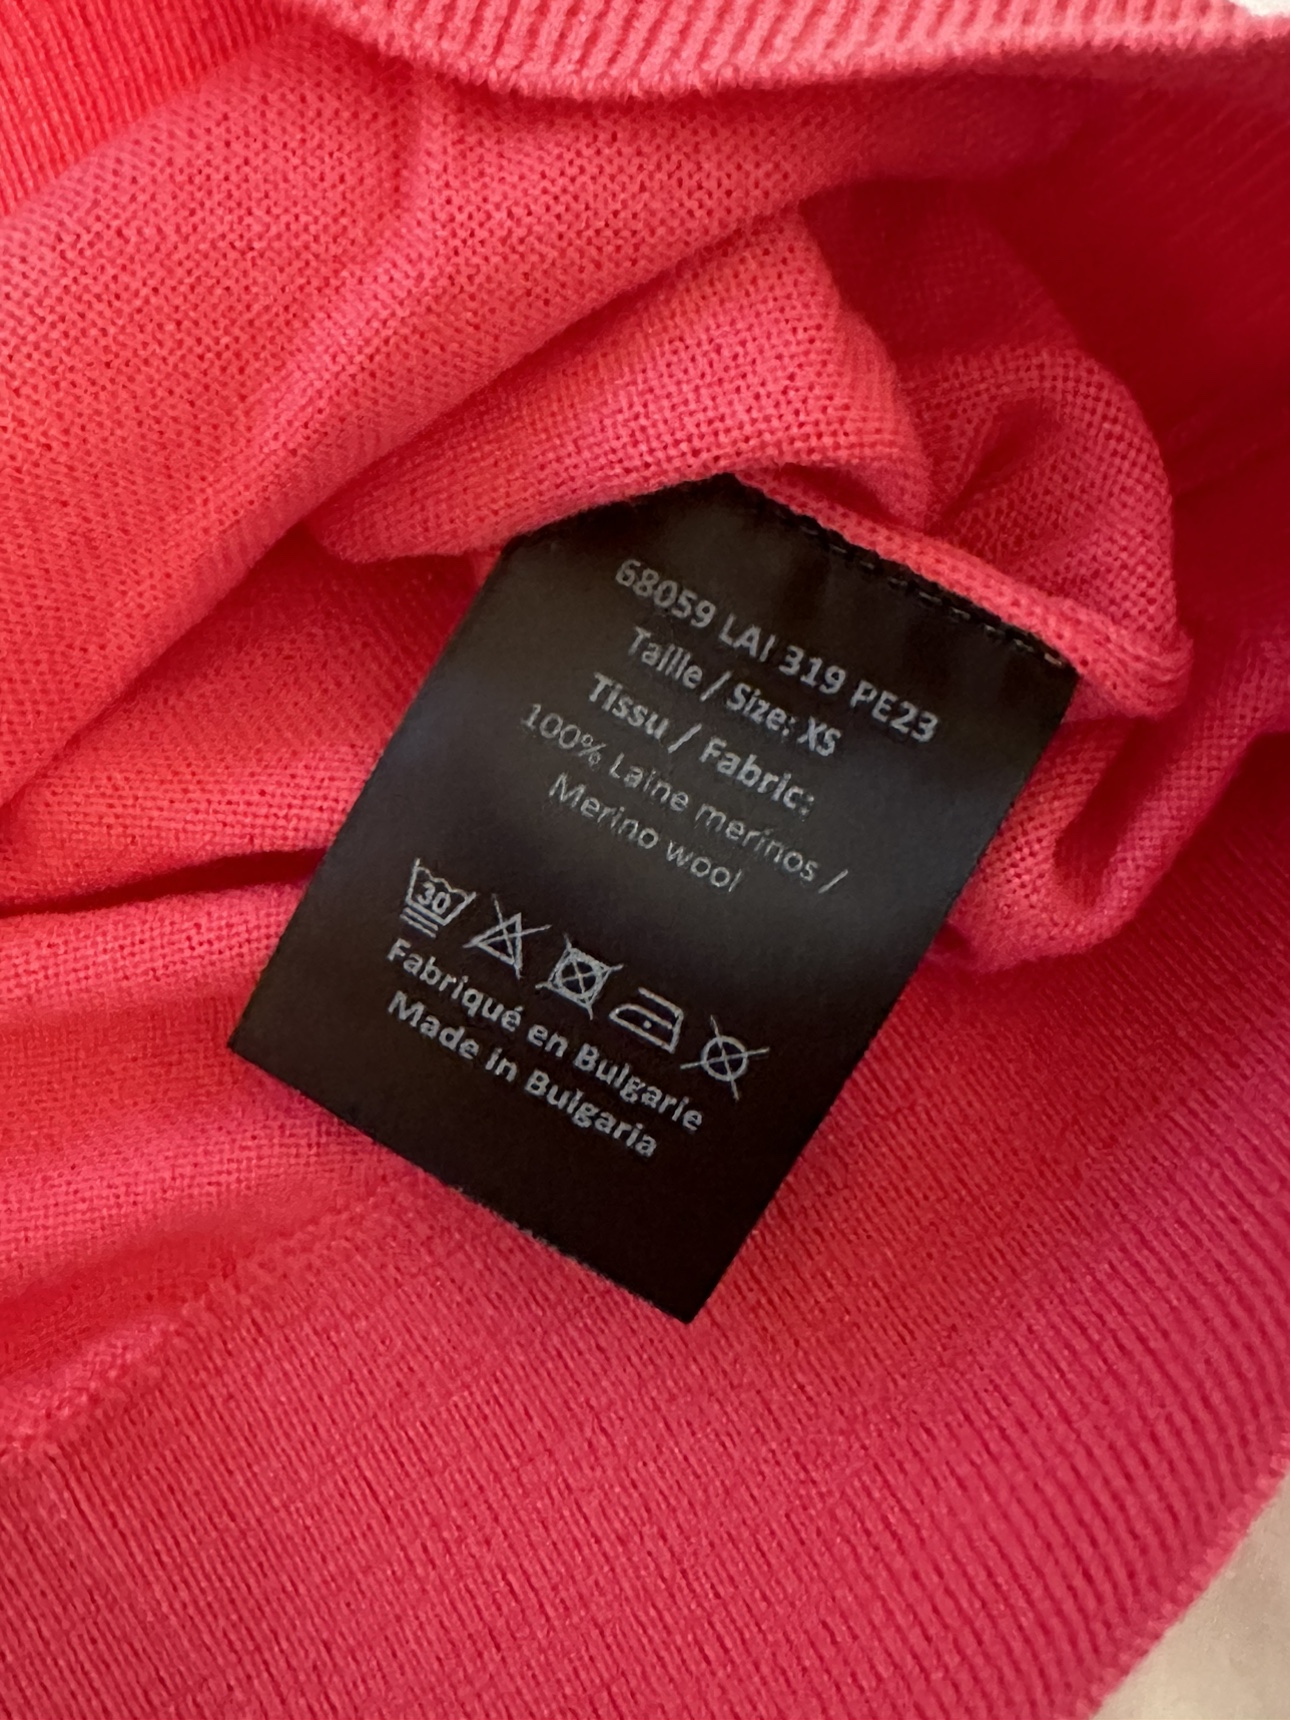 68059 LAI 319 PE23
Taille / Size: XS
Tissu / Fabric:
100% Laine merinos /
Merino wool
30
Fabriqué en Bulgarie
Made in Bulgaria